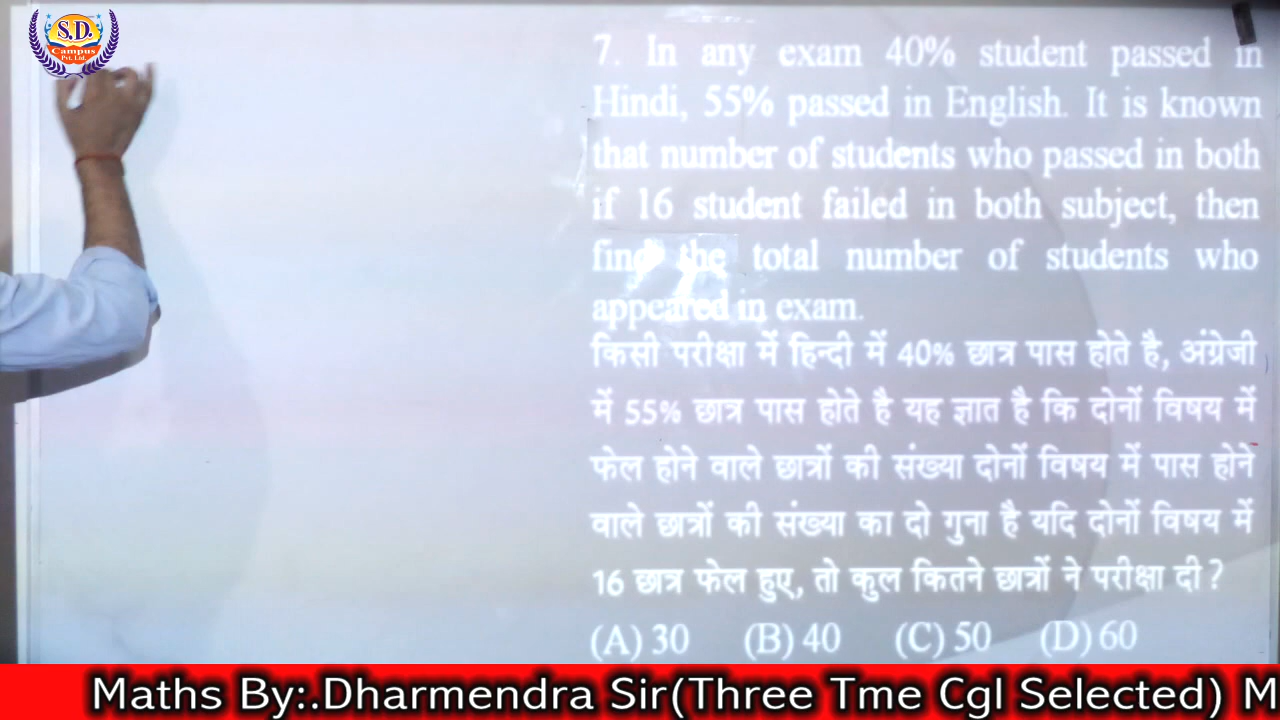 S.D.
Campus
Pvt. Ltd.
7. In any exam 40% student passed in
Hindi, 55% passed in English. It is known
that number of students who passed in both
if 16 student failed in both subject, then
find the total number of students who
appeared in exam.
किसी परीक्षा में हिन्दी में 40% छात्र पास होते है, अंग्रेजी
में 55% छात्र पास होते है यह ज्ञात है कि दोनों विषय में
फेल होने वाले छात्रों की संख्या दोनों विषय में पास होने
वाले छात्रों की संख्या का दो गुना है यदि दोनों विषय में
16 छात्र फेल हुए, तो कुल कितने छात्रों ने परीक्षा दी ?
(A) 30 (B) 40 (C) 50 (D) 60
Maths By:.Dharmendra Sir(Three Tme Cgl Selected) M